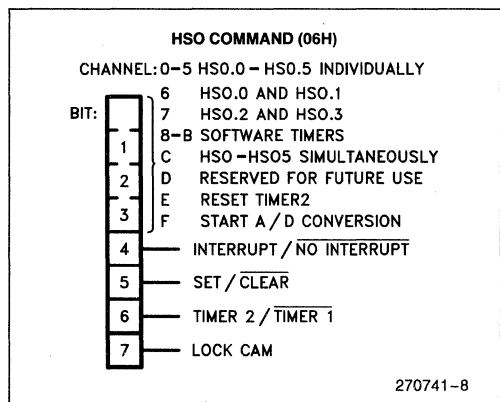 HSO COMMAND (06H)
CHANNEL: 0-5 HSO.0 - HSO.5 INDIVIDUALLY
6 HSO.0 AND HSO.1
BIT: 7 HSO.2 AND HSO.3
8-B SOFTWARE TIMERS
1 C HSO-HSO5 SIMULTANEOUSLY
2 D RESERVED FOR FUTURE USE
E RESET TIMER2
3 F START A/D CONVERSION
4 INTERRUPT / NO INTERRUPT
5 SET / CLEAR
6 TIMER 2 / TIMER 1
7 LOCK CAM
270741-8